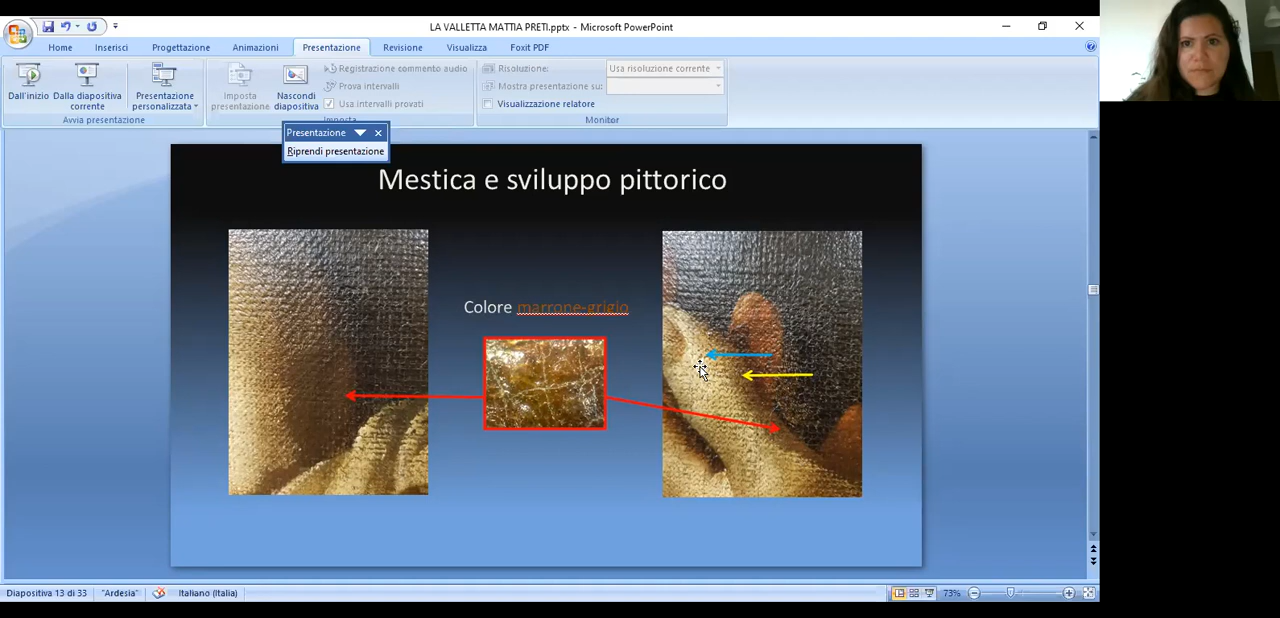 LA VALLETTA MATTIA PRETI.pptx - Microsoft PowerPoint
Home Inserisci Progettazione Animazioni Presentazione Revisione Visualizza Foxit PDF
Dall'inizio
Dalla diapositiva corrente
Presentazione personalizzata
Avvia presentazione
Imposta presentazione
Nascondi diapositiva
Registrazione commento audio
Prova intervalli
Usa intervalli provati
Imposta
Risoluzione: Usa risoluzione corrente
Mostra presentazione su:
Visualizzazione relatore
Monitor
Presentazione
Riprendi presentazione
Mestica e sviluppo pittorico
Colore marrone-grigio
Diapositiva 13 di 33 "Ardesia" Italiano (Italia) 73%